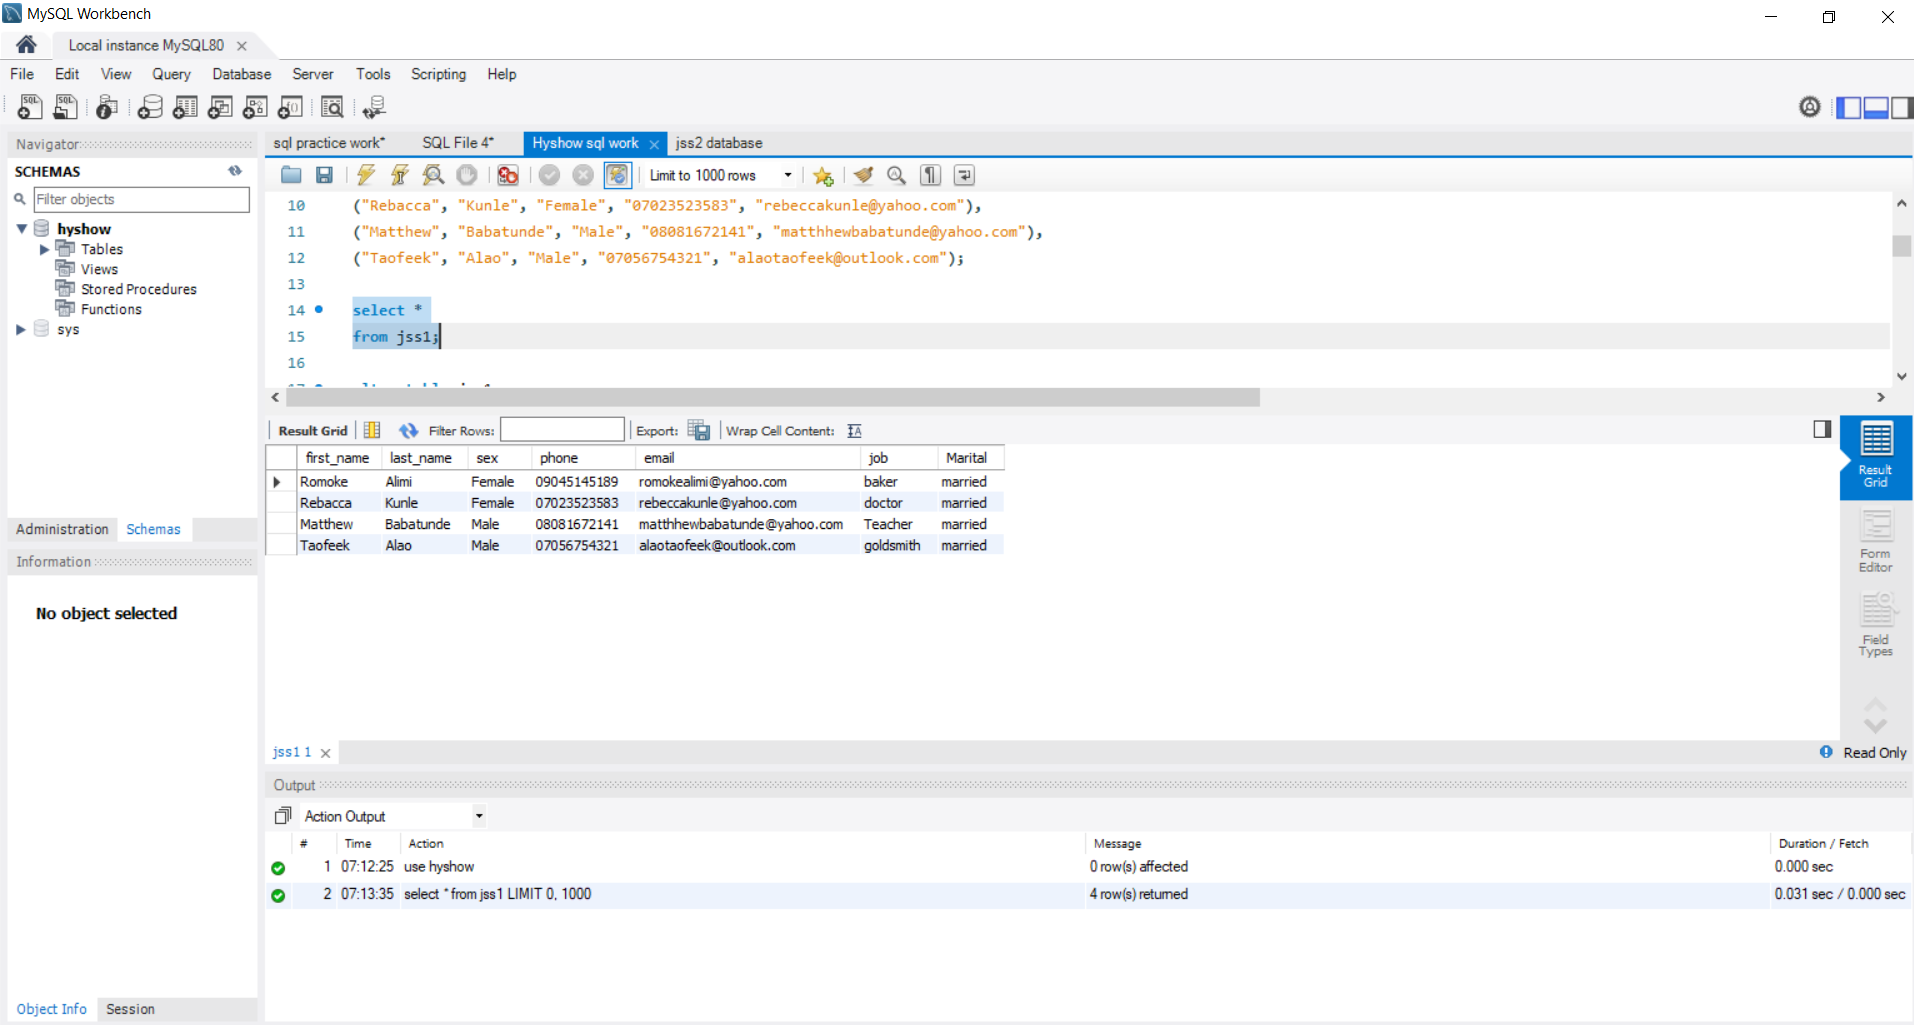 MySQL Workbench
Local instance MySQL80
File Edit View Query Database Server Tools Scripting Help
Navigator
SCHEMAS
Filter objects
hyshow
Tables
Views
Stored Procedures
Functions
sys
Administration Schemas
Information
No object selected
Object Info Session
sql practice work* SQL File 4* Hyshow sql work jss2 database
Limit to 1000 rows
10 ("Rebacca", "Kunle", "Female", "07023523583", "rebeccakunle@yahoo.com"),
11 ("Matthew", "Babatunde", "Male", "08081672141", "matthhewbabatunde@yahoo.com"),
12 ("Taofeek", "Alao", "Male", "07056754321", "alaotaofeek@outlook.com");
13
14 select *
15 from jss1;
16
Result Grid Filter Rows: Export: Wrap Cell Content:
first_name last_name sex phone email job Marital
Romoke Alimi Female 09045145189 romokealimi@yahoo.com baker married
Rebacca Kunle Female 07023523583 rebeccakunle@yahoo.com doctor married
Matthew Babatunde Male 08081672141 matthhewbabatunde@yahoo.com Teacher married
Taofeek Alao Male 07056754321 alaotaofeek@outlook.com goldsmith married
Result
Grid
Form
Editor
Field
Types
jss1 1
Read Only
Output
Action Output
# Time Action Message Duration / Fetch
1 07:12:25 use hyshow 0 row(s) affected 0.000 sec
2 07:13:35 select * from jss1 LIMIT 0, 1000 4 row(s) returned 0.031 sec / 0.000 sec